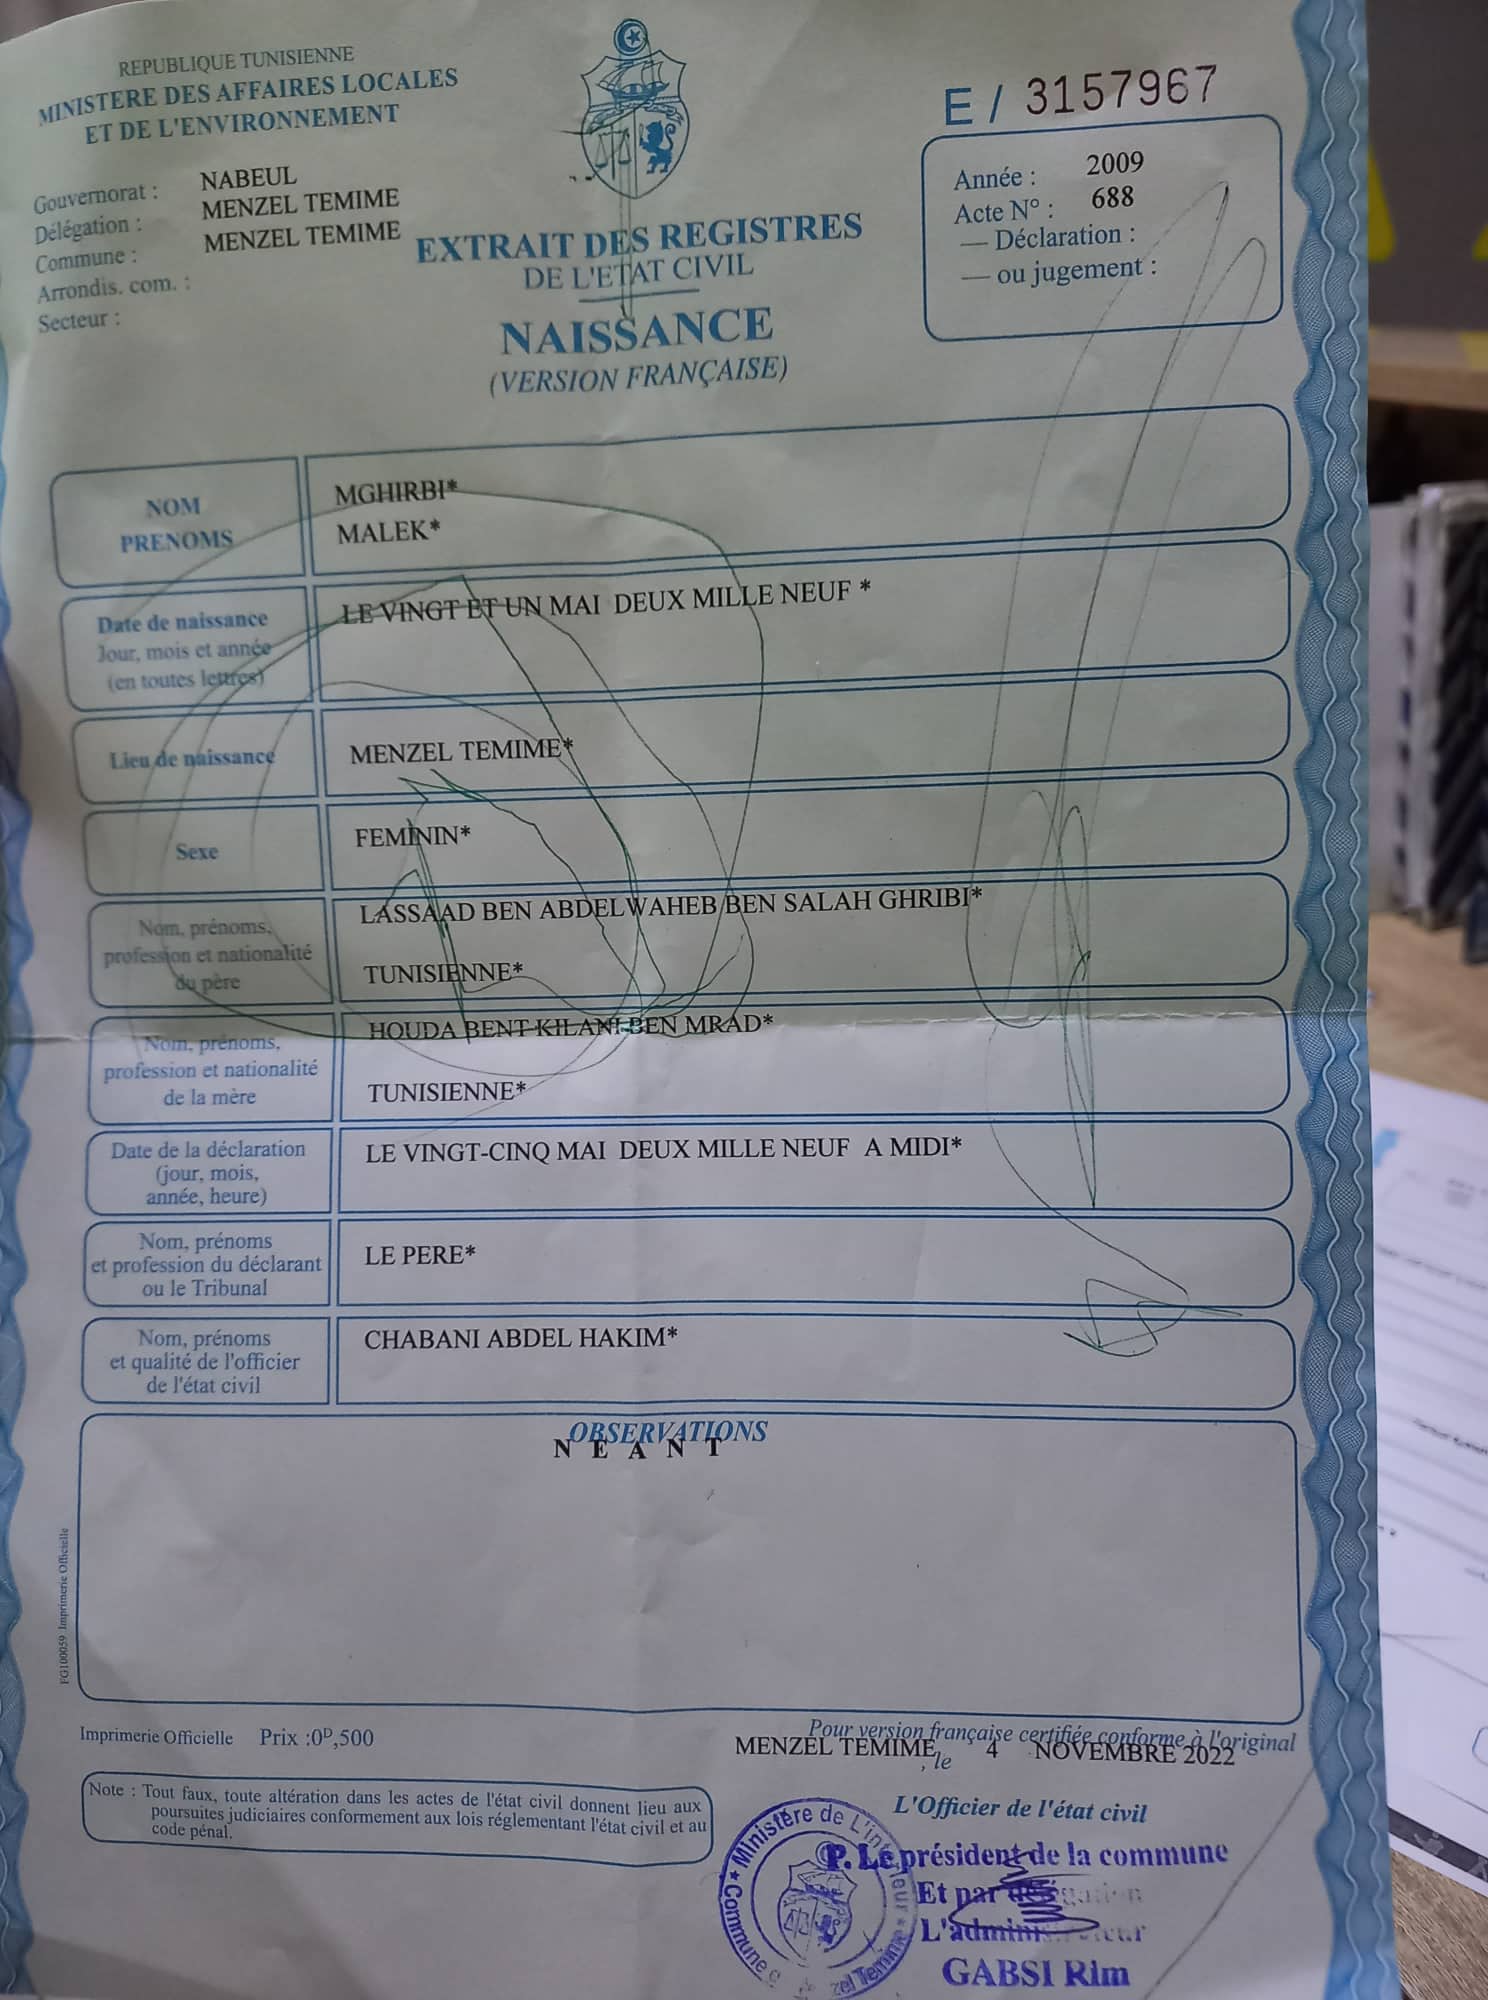 REPUBLIQUE TUNISIENNE
MINISTERE DES AFFAIRES LOCALES
ET DE L'ENVIRONNEMENT
Gouvernorat : NABEUL
Délégation : MENZEL TEMIME
Commune : MENZEL TEMIME
Arrondis. com. :
Secteur :
E / 3157967
Année : 2009
Acte N° : 688
— Déclaration :
— ou jugement :
EXTRAIT DES REGISTRES
DE L'ETAT CIVIL
NAISSANCE
(VERSION FRANÇAISE)
NOM
PRENOMS
MGHIRBI*
MALEK*
Date de naissance
Jour, mois et année
(en toutes lettres)
LE VINGT ET UN MAI DEUX MILLE NEUF *
Lieu de naissance
MENZEL TEMIME*
Sexe
FEMININ*
Nom, prénoms,
profession et nationalité
du père
LASSAAD BEN ABDELWAHEB BEN SALAH GHRIBI*
TUNISIENNE*
Nom, prénoms,
profession et nationalité
de la mère
HOUDA BENT KILANI BEN MRAD*
TUNISIENNE*
Date de la déclaration
(jour, mois,
année, heure)
LE VINGT-CINQ MAI DEUX MILLE NEUF A MIDI*
Nom, prénoms
et profession du déclarant
ou le Tribunal
LE PERE*
Nom, prénoms
et qualité de l'officier
de l'état civil
CHABANI ABDEL HAKIM*
OBSERVATIONS
N E A N T
FG100059 Imprimerie Officielle
Imprimerie Officielle Prix :0D,500
Pour version française certifiée conforme à l'original
MENZEL TEMIME, le 4 NOVEMBRE 2022
Note : Tout faux, toute altération dans les actes de l'état civil donnent lieu aux
poursuites judiciaires conformement aux lois réglementant l'état civil et au
code pénal.
L'Officier de l'état civil
P. Le président de la commune
Et par délégation
L'administrateur
GABSI Rim
Ministère de L'intérieur
Commune de Menzel Temime